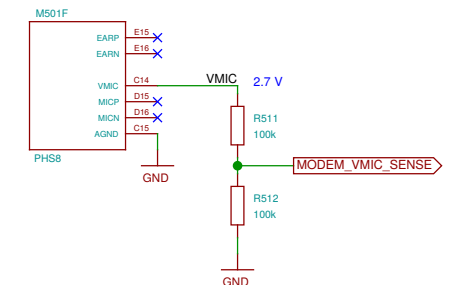 M501F
EARP E15
EARN E16
VMIC C14 VMIC 2.7 V
MICP D15
MICN D16
AGND C15
PHS8
GND
R511
100k
MODEM_VMIC_SENSE
R512
100k
GND